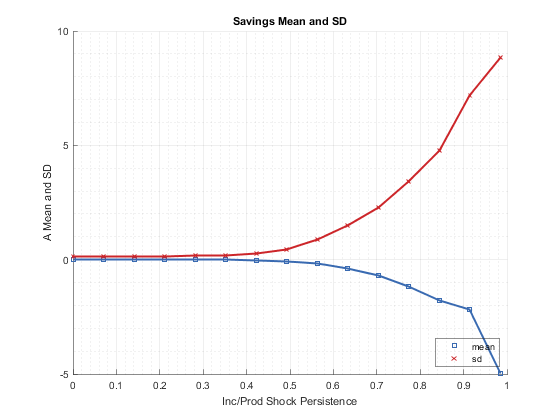 Savings Mean and SD
10
5
0
-5
A Mean and SD
mean
sd
0 0.1 0.2 0.3 0.4 0.5 0.6 0.7 0.8 0.9 1
Inc/Prod Shock Persistence